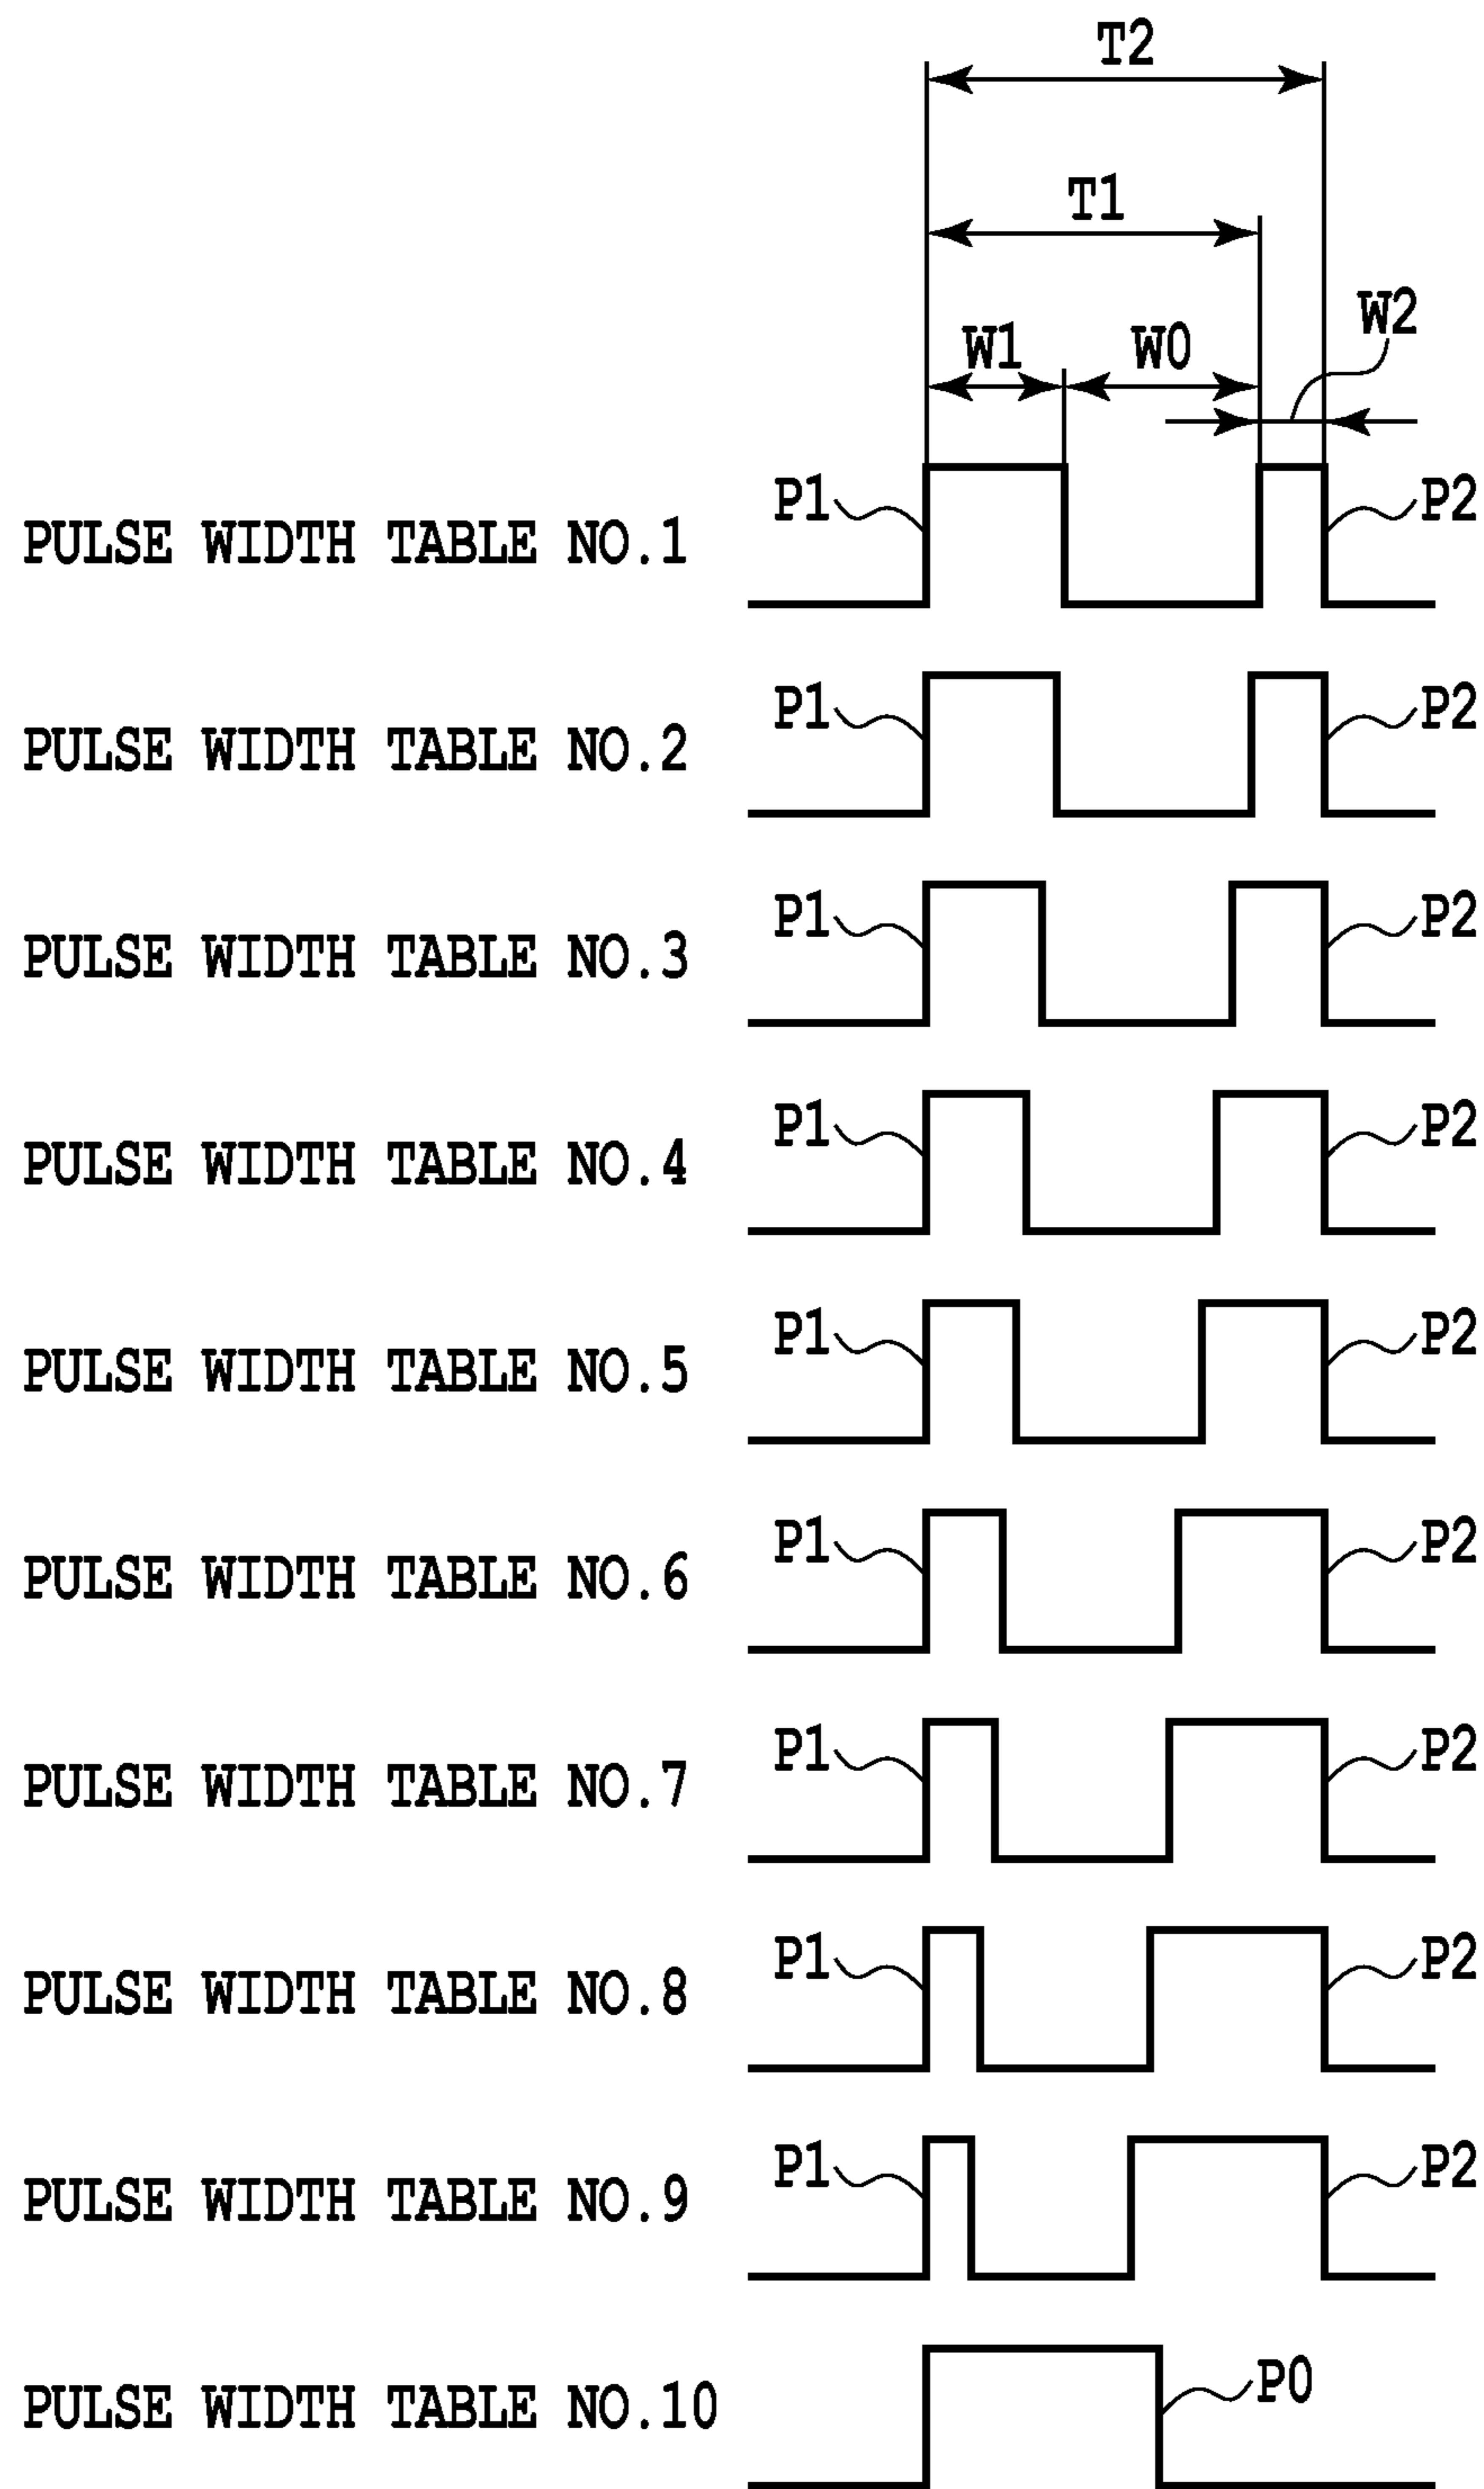 T2
T1
W2
W1 W0
P1 P2
PULSE WIDTH TABLE NO.1
P1 P2
PULSE WIDTH TABLE NO.2
P1 P2
PULSE WIDTH TABLE NO.3
P1 P2
PULSE WIDTH TABLE NO.4
P1 P2
PULSE WIDTH TABLE NO.5
P1 P2
PULSE WIDTH TABLE NO.6
P1 P2
PULSE WIDTH TABLE NO.7
P1 P2
PULSE WIDTH TABLE NO.8
P1 P2
PULSE WIDTH TABLE NO.9
P0
PULSE WIDTH TABLE NO.10